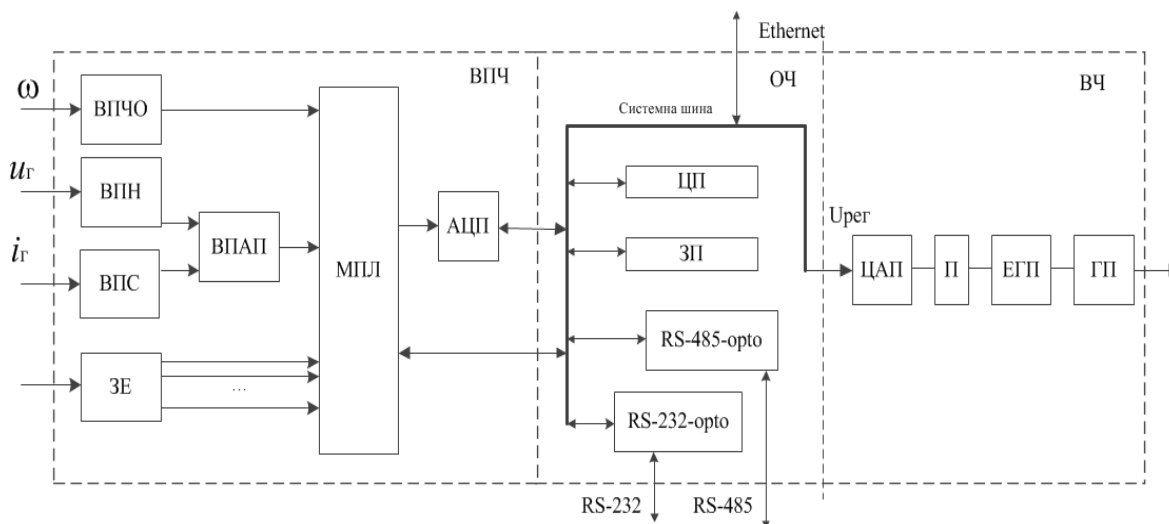 Ethernet
ВПЧ
ОЧ
ВЧ
ω
ВПЧО
Системна шина
uГ
ВПН
ЦП
ВПАП
АЦП
Uрег
iГ
ВПС
МПЛ
ЗП
ЦАП
П
ЕГП
ГП
RS-485-opto
ЗЕ
...
RS-232-opto
RS-232
RS-485